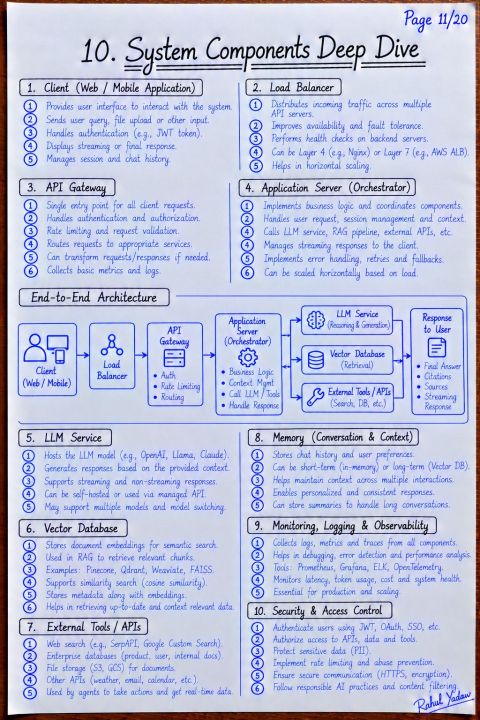 Page 11/20
10. System Components Deep Dive
1. Client (Web / Mobile Application)
1 Provides user interface to interact with the system.
2 Sends user query, file upload or other input.
3 Handles authentication (e.g., JWT token).
4 Displays streaming or final response.
5 Manages session and chat history.
2. Load Balancer
1 Distributes incoming traffic across multiple
API servers.
2 Improves availability and fault tolerance.
3 Performs health checks on backend servers.
4 Can be Layer 4 (e.g., Nginx) or Layer 7 (e.g., AWS ALB).
5 Helps in horizontal scaling.
3. API Gateway
1 Single entry point for all client requests.
2 Handles authentication and authorization.
3 Rate limiting and request validation.
4 Routes requests to appropriate services.
5 Can transform requests/responses if needed.
6 Collects basic metrics and logs.
4. Application Server (Orchestrator)
1 Implements business logic and coordinates components.
2 Handles user request, session management and context.
3 Calls LLM service, RAG pipeline, external APIs, etc.
4 Manages streaming responses to the client.
5 Implements error handling, retries and fallbacks.
6 Can be scaled horizontally based on load.
End-to-End Architecture
Client
(Web / Mobile)
Load
Balancer
API
Gateway
• Auth
• Rate Limiting
• Routing
Application
Server
(Orchestrator)
• Business Logic
• Context Mgmt
• Call LLM / Tools
• Handle Response
LLM Service
(Reasoning & Generation)
Vector Database
(Retrieval)
External Tools / APIs
(Search, DB, etc.)
Response
to User
• Final Answer
• Citations
• Sources
• Streaming
Response
5. LLM Service
1 Hosts the LLM model (e.g., OpenAI, Llama, Claude).
2 Generates responses based on the provided context.
3 Supports streaming and non-streaming responses.
4 Can be self-hosted or used via managed API.
5 May support multiple models and model switching.
6. Vector Database
1 Stores document embeddings for semantic search.
2 Used in RAG to retrieve relevant chunks.
3 Examples: Pinecone, Qdrant, Weaviate, FAISS.
4 Supports similarity search (cosine similarity).
5 Stores metadata along with embeddings.
6 Helps in retrieving up-to-date and context relevant data.
7. External Tools / APIs
1 Web search (e.g., SerpAPI, Google Custom Search).
2 Enterprise databases (product, user, internal docs).
3 File storage (S3, GCS) for documents.
4 Other APIs (weather, email, calendar, etc.).
5 Used by agents to take actions and get real-time data.
8. Memory (Conversation & Context)
1 Stores chat history and user preferences.
2 Can be short-term (in-memory) or long-term (Vector DB).
3 Helps maintain context across multiple interactions.
4 Enables personalized and consistent responses.
5 Can store summaries to handle long conversations.
9. Monitoring, Logging & Observability
1 Collects logs, metrics and traces from all components.
2 Helps in debugging, error detection and performance analysis.
3 Tools: Prometheus, Grafana, ELK, OpenTelemetry.
4 Monitors latency, token usage, cost and system health.
5 Essential for production and scaling.
10. Security & Access Control
1 Authenticate users using JWT, OAuth, SSO, etc.
2 Authorize access to APIs, data and tools.
3 Protect sensitive data (PII).
4 Implement rate limiting and abuse prevention.
5 Ensure secure communication (HTTPS, encryption).
6 Follow responsible AI practices and content filtering.
Rahul Yadav